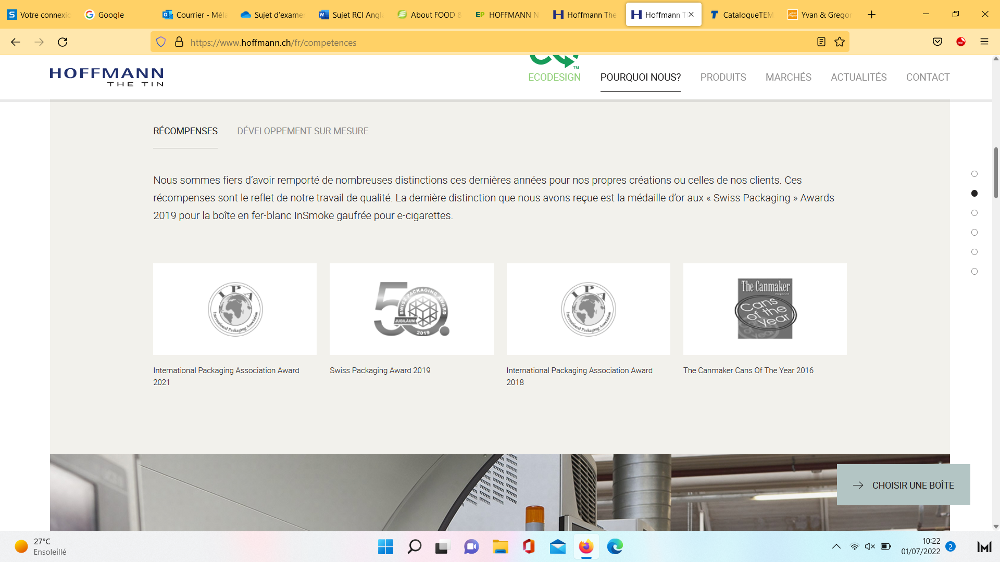 Votre connexio
Google
Courrier - Méla
Sujet d'examen
Sujet RCI Angla
About FOOD &
HOFFMANN N
Hoffmann The
Hoffmann T
CatalogueTEM
Yvan & Gregor
https://www.hoffmann.ch/fr/competences
HOFFMANN
THE TIN
TM
ECODESIGN
POURQUOI NOUS?
PRODUITS
MARCHÉS
ACTUALITÉS
CONTACT
RÉCOMPENSES
DÉVELOPPEMENT SUR MESURE
Nous sommes fiers d’avoir remporté de nombreuses distinctions ces dernières années pour nos propres créations ou celles de nos clients. Ces
récompenses sont le reflet de notre travail de qualité. La dernière distinction que nous avons reçue est la médaille d’or aux « Swiss Packaging » Awards
2019 pour la boîte en fer-blanc InSmoke gaufrée pour e-cigarettes.
IPA
International Packaging Association
50
SWISS PACKAGING AWARD
JUBILÄUM
2019
IPA
International Packaging Association
The Canmaker
magazine
Cans
of the
year
International Packaging Association Award
2021
Swiss Packaging Award 2019
International Packaging Association Award
2018
The Canmaker Cans Of The Year 2016
CHOISIR UNE BOÎTE
27°C
Ensoleillé
10:22
01/07/2022
2